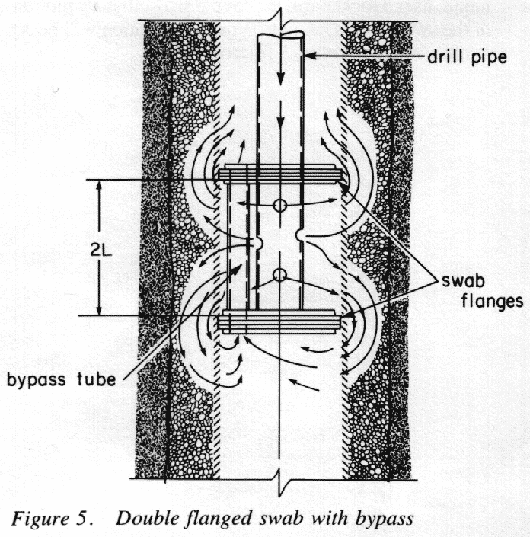 drill pipe
2L
swab
flanges
bypass tube
Figure 5. Double flanged swab with bypass